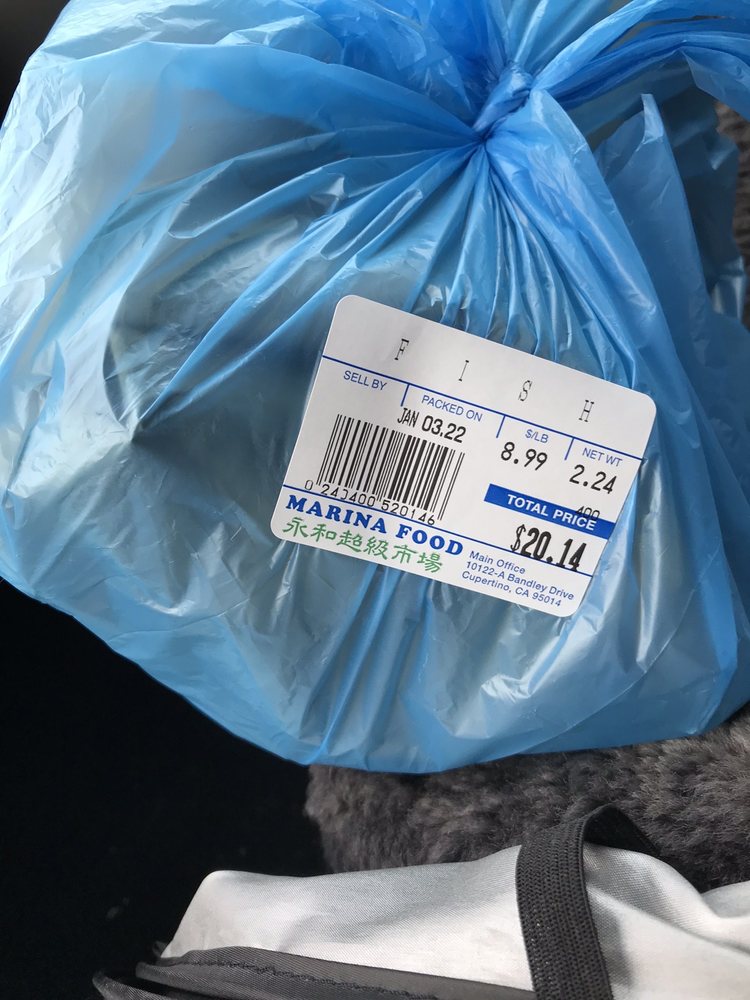 F I S H
SELL BY PACKED ON $/LB NET WT
JAN 03.22 8.99 2.24
0 243400 520146
TOTAL PRICE
$20.14
MARINA FOOD
永和超級市場
Main Office
10122-A Bandley Drive
Cupertino, CA 95014